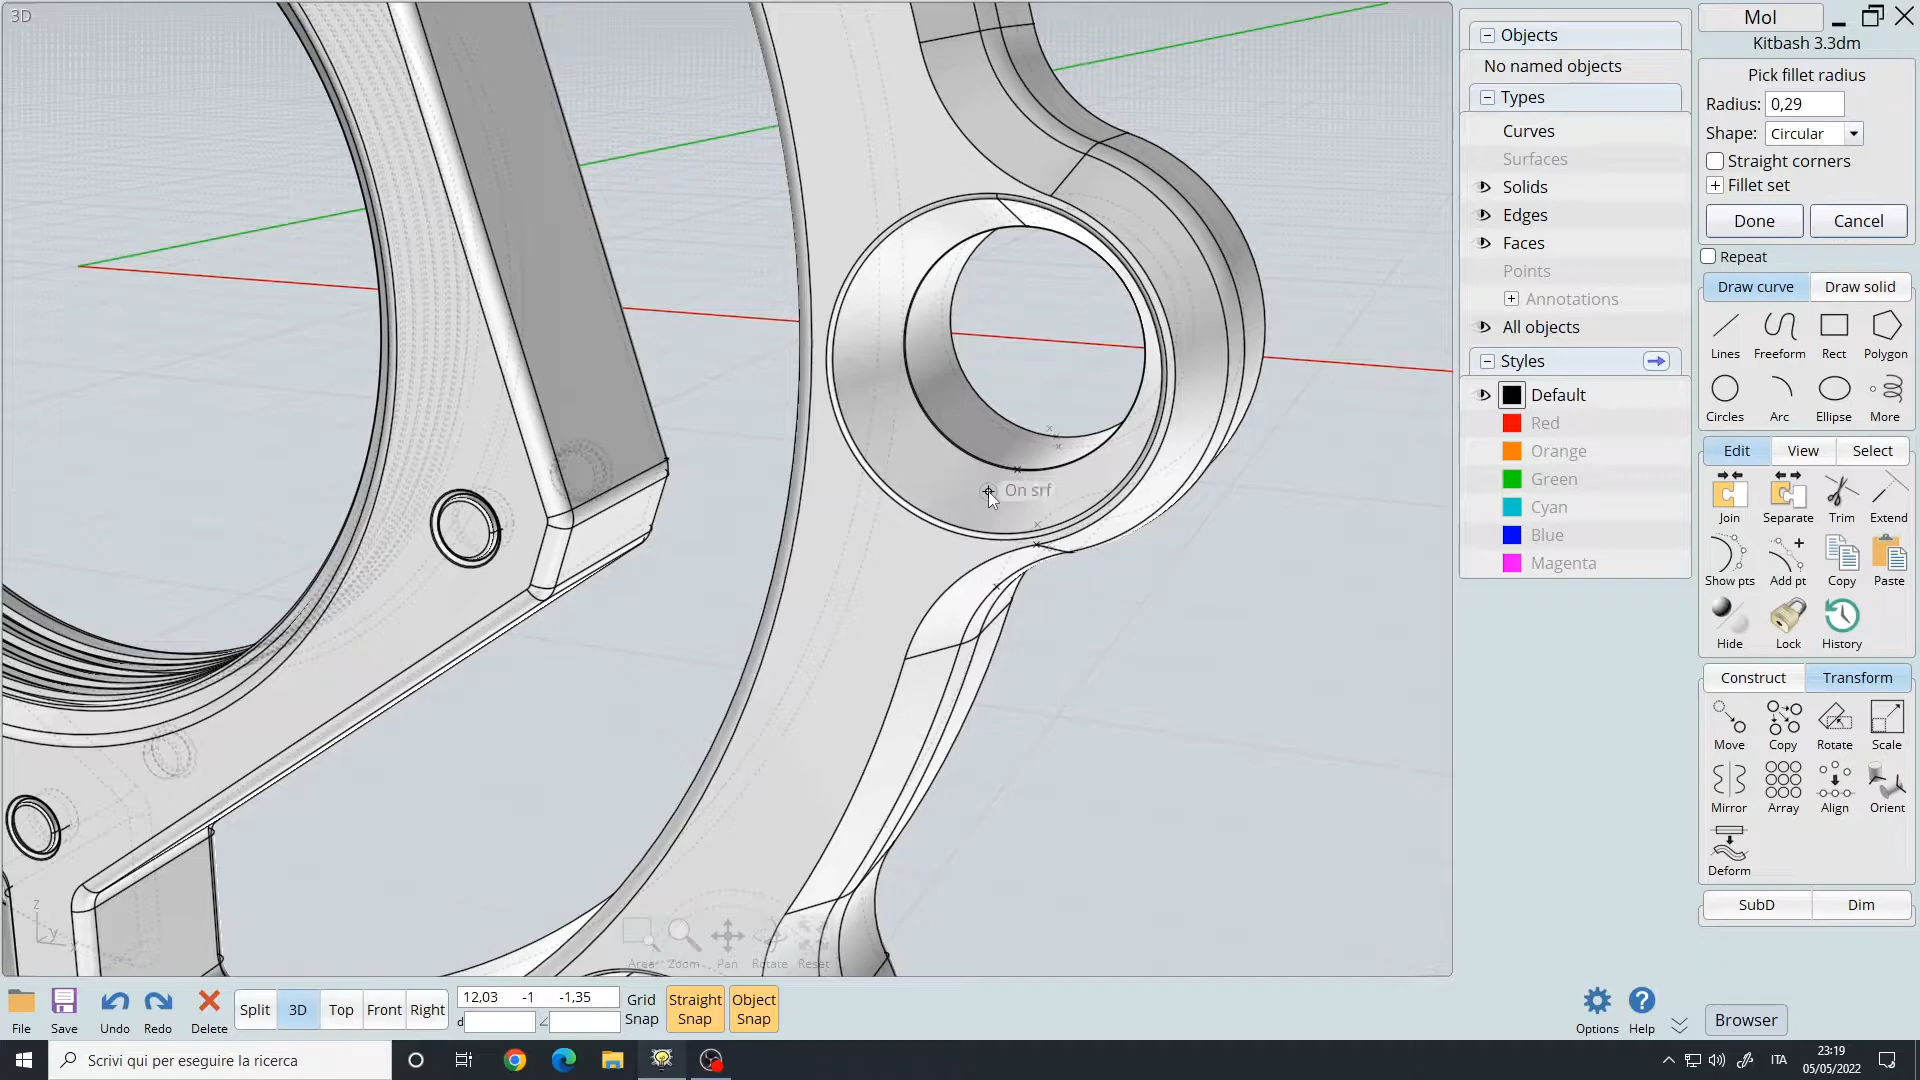 3D
On srf
z
y
x
Area
Zoom
Pan
Rotate
Reset
Objects
No named objects
Types
Curves
Surfaces
Solids
Edges
Faces
Points
Annotations
All objects
Styles
Default
Red
Orange
Green
Cyan
Blue
Magenta
MoI
Kitbash 3.3dm
Pick fillet radius
Radius: 0,29
Shape: Circular
Straight corners
Fillet set
Done Cancel
Repeat
Draw curve Draw solid
Lines Freeform Rect Polygon
Circles Arc Ellipse More
Edit View Select
Join Separate Trim Extend
Show pts Add pt Copy Paste
Hide Lock History
Construct Transform
Move Copy Rotate Scale
Mirror Array Align Orient
Deform
SubD Dim
File Save Undo Redo Delete
Split 3D Top Front Right
12,03 -1 -1,35
d
Grid Snap
Straight Snap
Object Snap
Options Help
Browser
Scrivi qui per eseguire la ricerca
ITA
23:19
05/05/2022